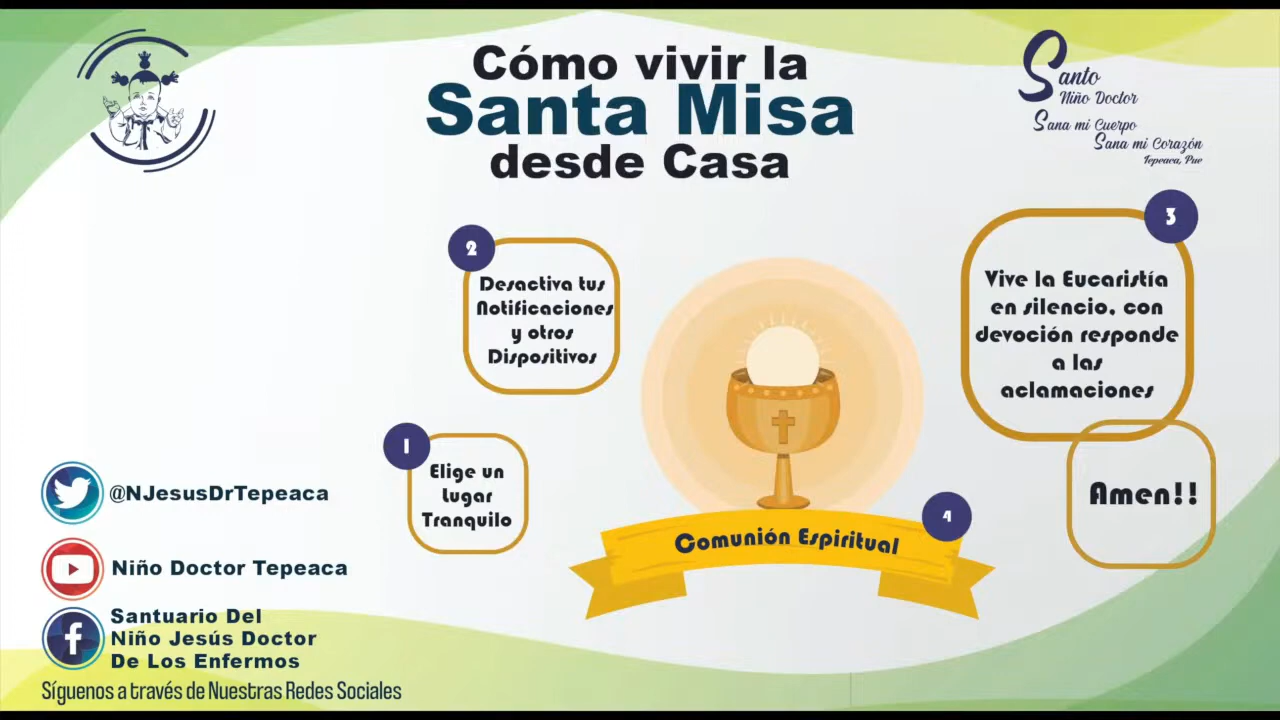 Cómo vivir la
Santa Misa
desde Casa
Santo
Niño Doctor
Sana mi Cuerpo
Sana mi Corazón
Tepeaca, Pue
1
Elige un
Lugar
Tranquilo
2
Desactiva tus
Notificaciones
y otros
Dispositivos
3
Vive la Eucaristía
en silencio, con
devoción responde
a las
aclamaciones
Amen!!
4
Comunión Espiritual
@NJesusDrTepeaca
Niño Doctor Tepeaca
Santuario Del
Niño Jesús Doctor
De Los Enfermos
Síguenos a través de Nuestras Redes Sociales